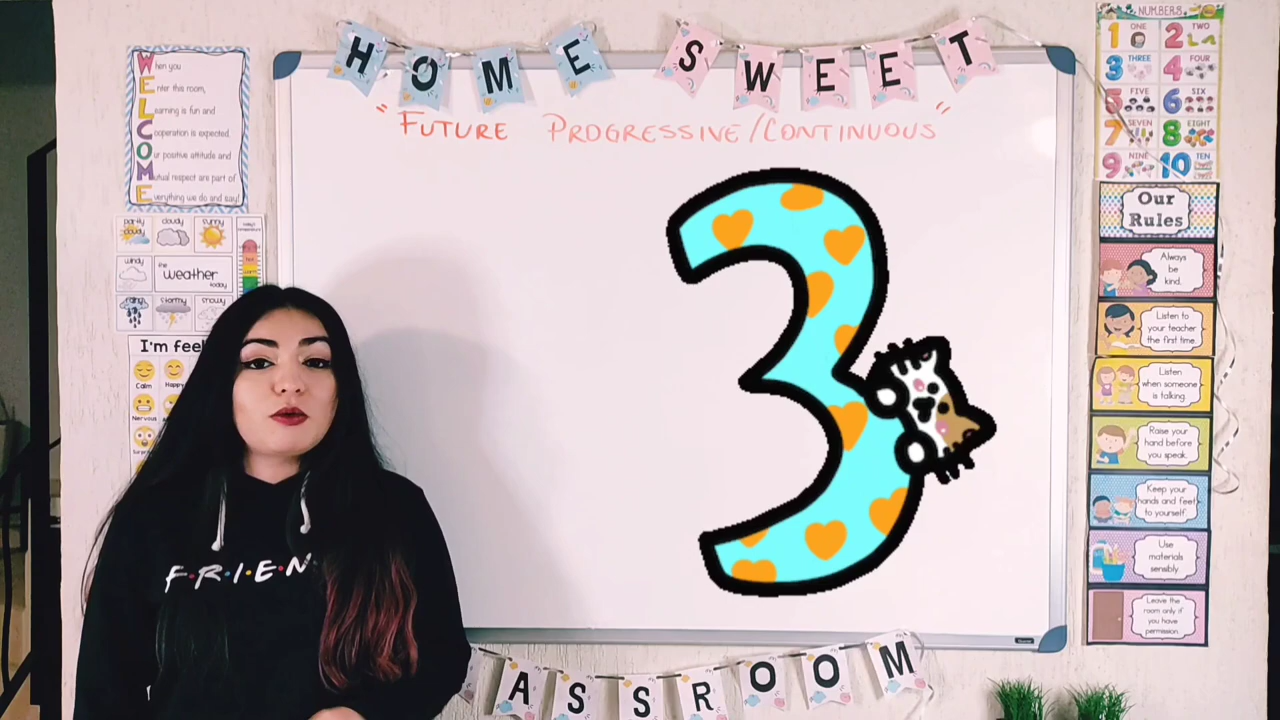 HOME SWEET
"FUTURE PROGRESSIVE/CONTINUOUS"
When you
Enter this room,
Learning is fun and
Cooperation is expected.
Our positive attitude and
Mutual respect are part of
Everything we do and say!
partly cloudy
cloudy
sunny
windy
the weather today
rainy
stormy
snowy
I'm feel
Calm
Happy
Nervous
3
F·R·I·E·N
NUMBERS
1 ONE
2 TWO
3 THREE
4 FOUR
5 FIVE
6 SIX
7 SEVEN
8 EIGHT
9 NINE
10 TEN
Our
Rules
Always
be
kind.
Listen to
your teacher
the first time.
Listen
when someone
is talking.
Raise your
hand before
you speak.
Keep your
hands and feet
to yourself.
Use
materials
sensibly.
Leave the
room only if
you have
permission.
ASSROOM